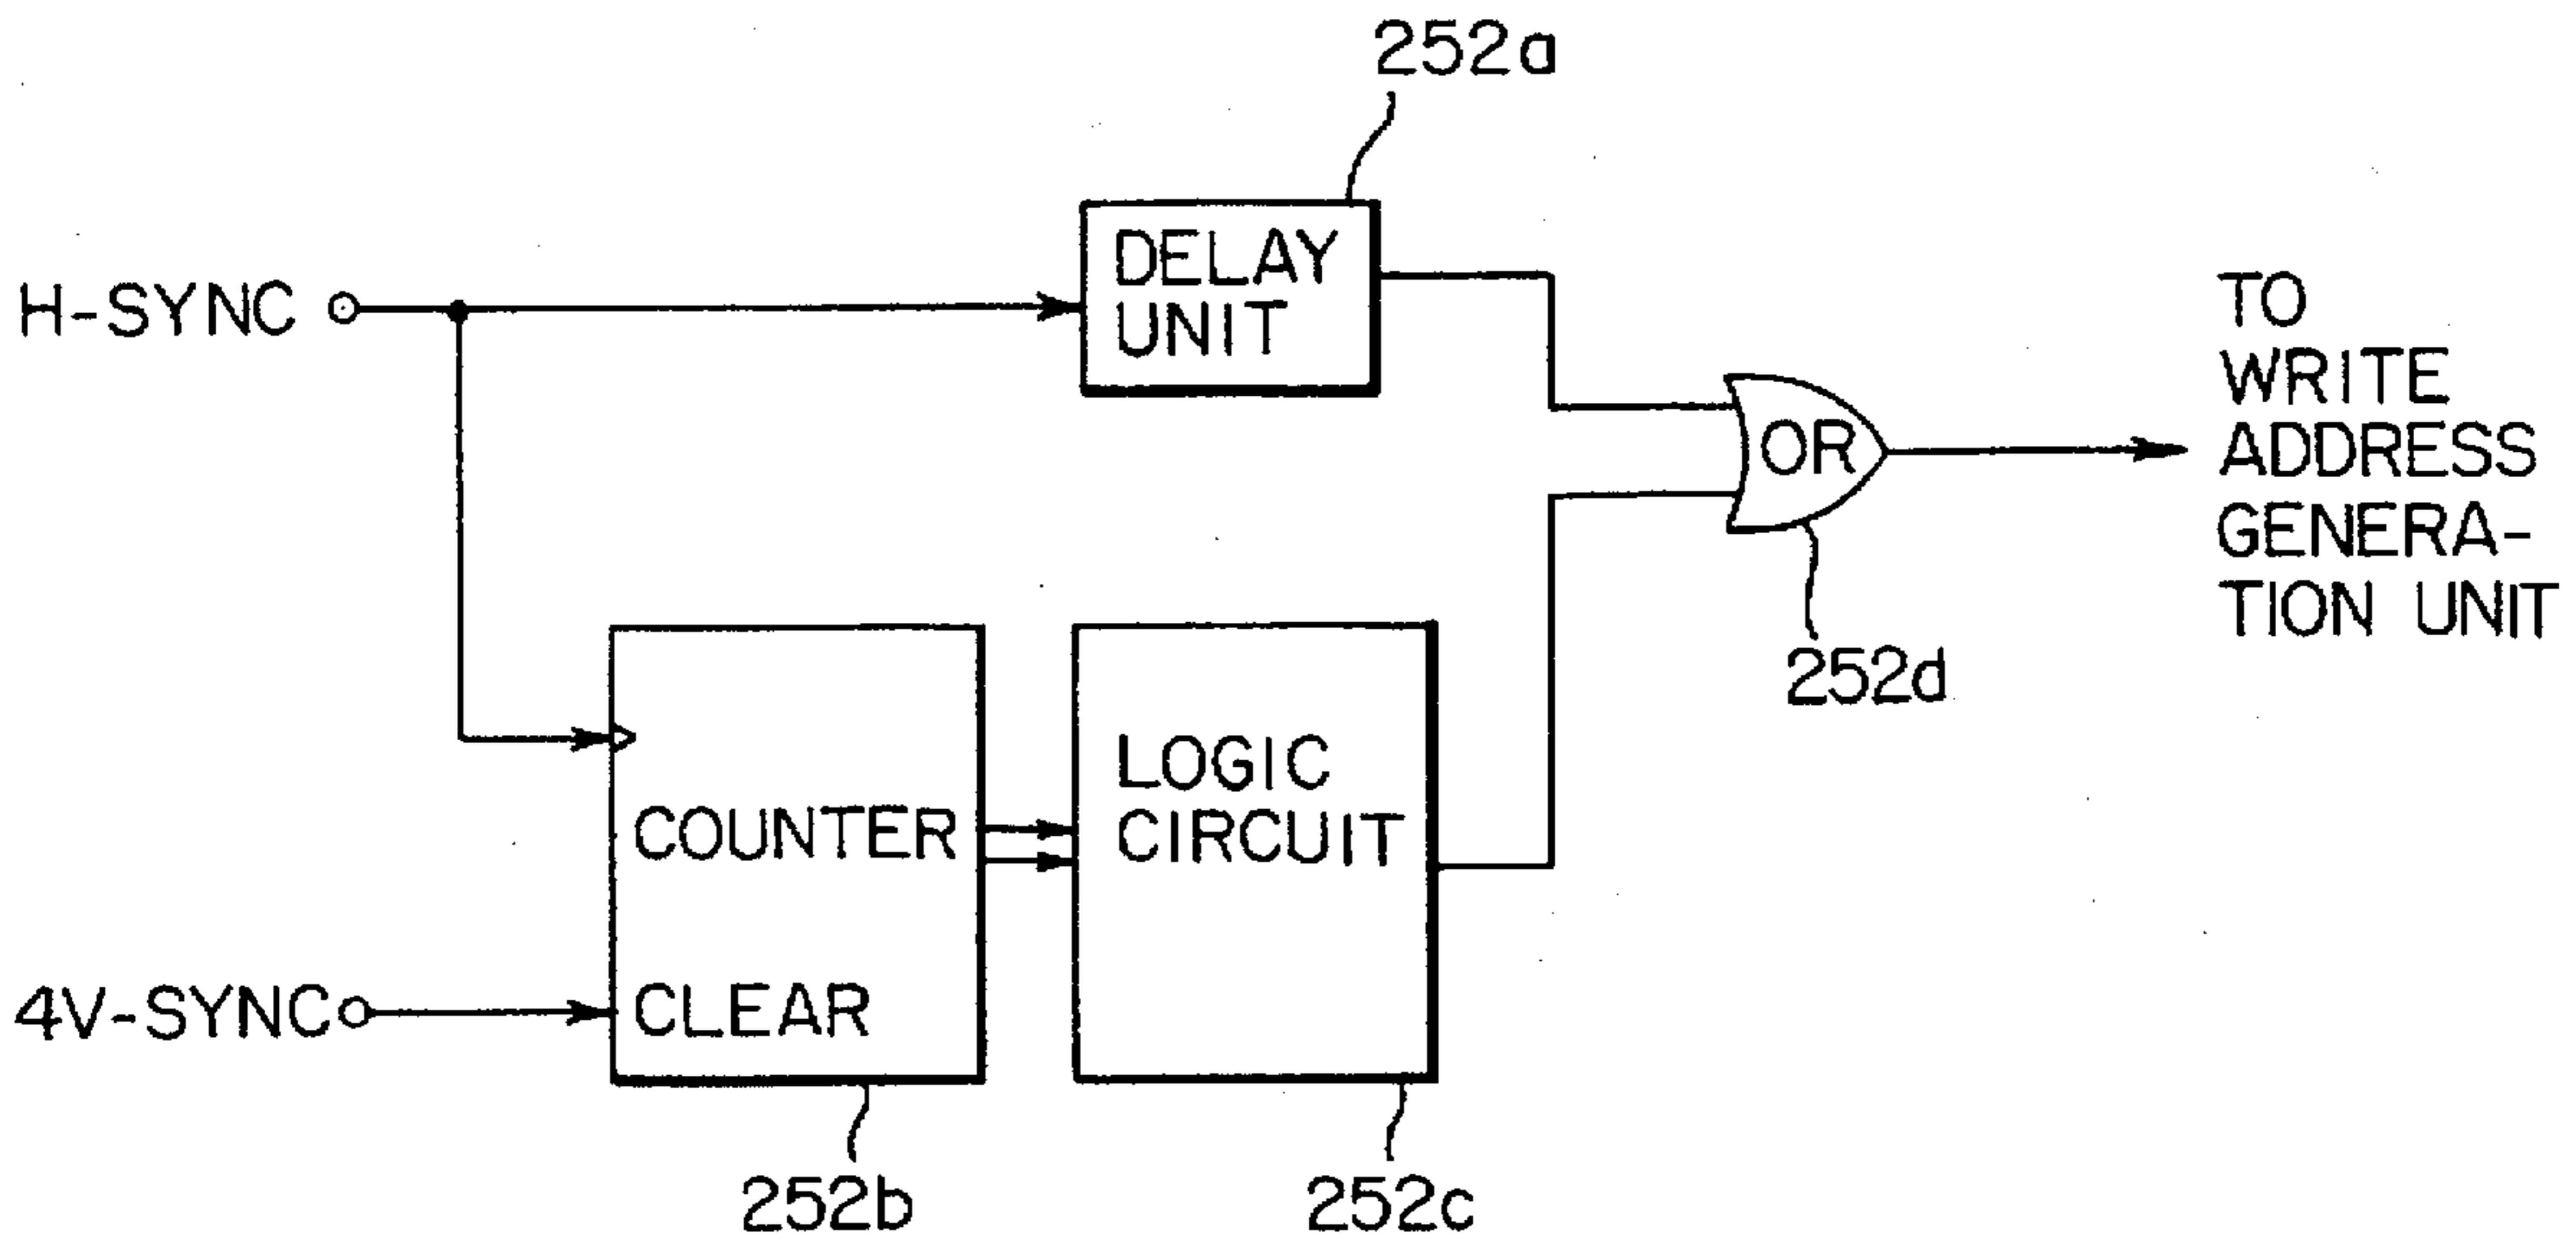 252a
DELAY
UNIT
H-SYNC
TO
WRITE
ADDRESS
GENERA-
TION UNIT
OR
252d
LOGIC
CIRCUIT
COUNTER
CLEAR
4V-SYNC
252b
252c